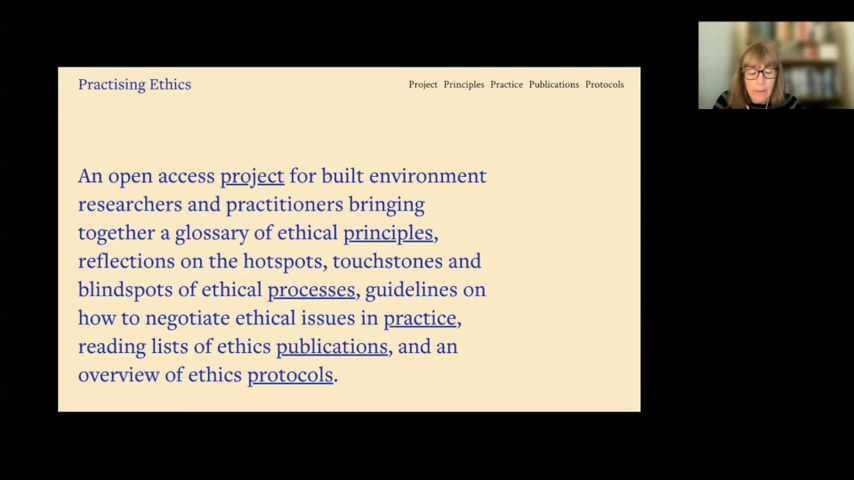 Practising Ethics
Project Principles Practice Publications Protocols
An open access project for built environment
researchers and practitioners bringing
together a glossary of ethical principles,
reflections on the hotspots, touchstones and
blindspots of ethical processes, guidelines on
how to negotiate ethical issues in practice,
reading lists of ethics publications, and an
overview of ethics protocols.